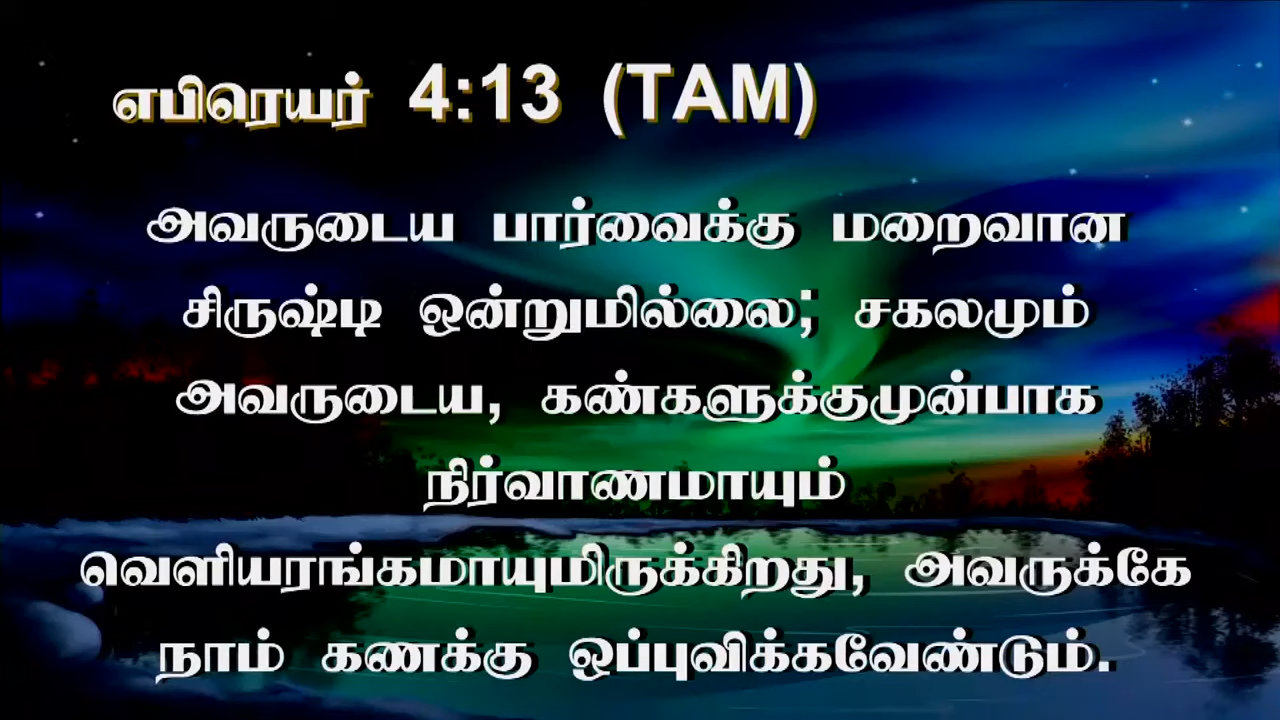 எபிரெயர் 4:13 (TAM)
அவருடைய பார்வைக்கு மறைவான
சிருஷ்டி ஒன்றுமில்லை; சகலமும்
அவருடைய, கண்களுக்குமுன்பாக
நிர்வாணமாயும்
வெளியரங்கமாயுமிருக்கிறது, அவருக்கே
நாம் கணக்கு ஒப்புவிக்கவேண்டும்.